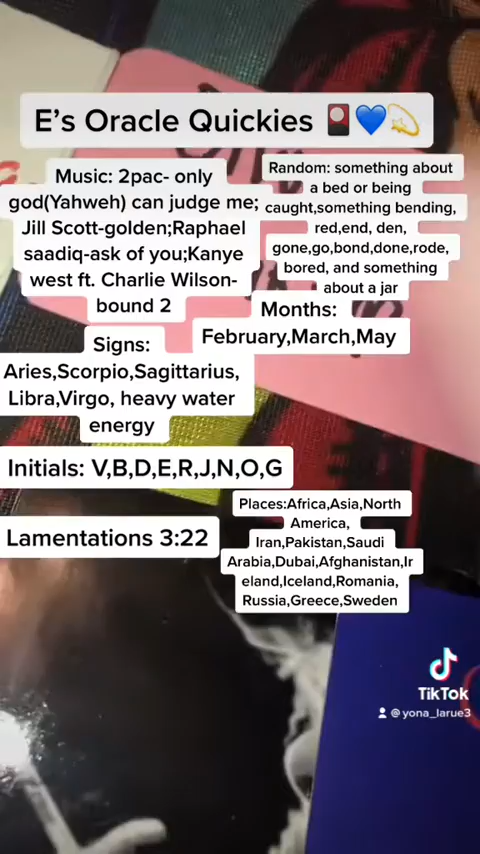 E’s Oracle Quickies 🎴💙💫
Music: 2pac- only
god(Yahweh) can judge me;
Jill Scott-golden;Raphael
saadiq-ask of you;Kanye
west ft. Charlie Wilson-
bound 2
Random: something about
a bed or being
caught,something bending,
red,end, den,
gone,go,bond,done,rode,
bored, and something
about a jar
Months:
February,March,May
Signs:
Aries,Scorpio,Sagittarius,
Libra,Virgo, heavy water
energy
Initials: V,B,D,E,R,J,N,O,G
Lamentations 3:22
Places:Africa,Asia,North
America,
Iran,Pakistan,Saudi
Arabia,Dubai,Afghanistan,Ir
eland,Iceland,Romania,
Russia,Greece,Sweden
TikTok
@yona_larue3